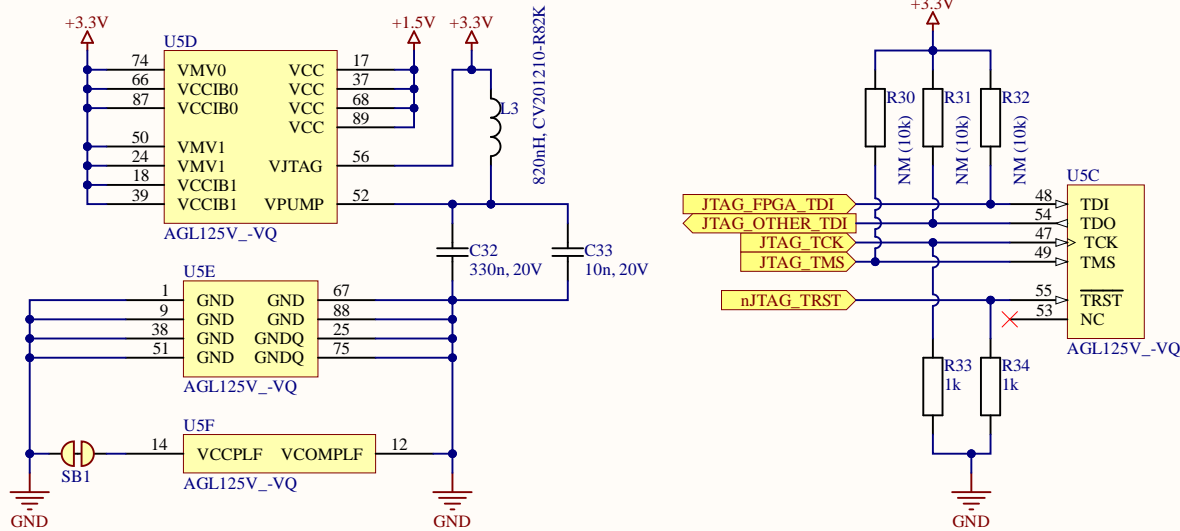 +3.3V
+1.5V
+3.3V
U5D
74 VMV0 VCC 17
66 VCCIB0 VCC 37
87 VCCIB0 VCC 68
VCC 89
50 VMV1
24 VMV1 VJTAG 56
18 VCCIB1
39 VCCIB1 VPUMP 52
AGL125V_-VQ
L3
820nH, CV201210-R82K
C32
330n, 20V
C33
10n, 20V
U5E
1 GND GND 67
9 GND GND 88
38 GND GNDQ 25
51 GND GNDQ 75
AGL125V_-VQ
U5F
14 VCCPLF VCOMPLF 12
AGL125V_-VQ
SB1
GND
GND
+3.3V
R30
NM (10k)
R31
NM (10k)
R32
NM (10k)
U5C
JTAG_FPGA_TDI 48 TDI
JTAG_OTHER_TDI 54 TDO
JTAG_TCK 47 TCK
JTAG_TMS 49 TMS
nJTAG_TRST 55 TRST
53 NC
AGL125V_-VQ
R33
1k
R34
1k
GND